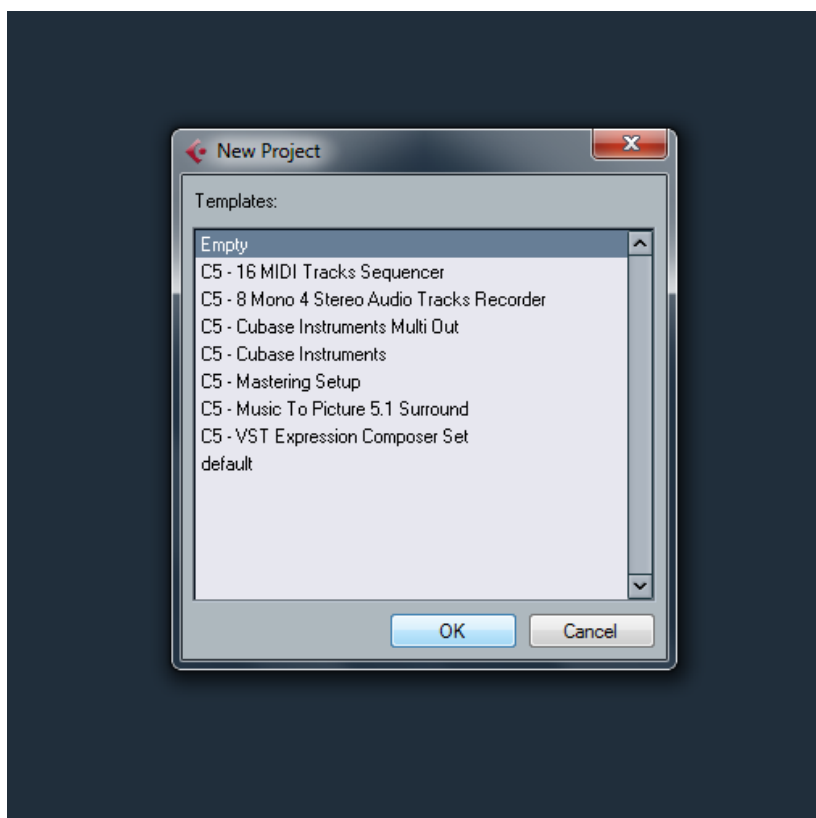 New Project
Templates:
Empty
C5 - 16 MIDI Tracks Sequencer
C5 - 8 Mono 4 Stereo Audio Tracks Recorder
C5 - Cubase Instruments Multi Out
C5 - Cubase Instruments
C5 - Mastering Setup
C5 - Music To Picture 5.1 Surround
C5 - VST Expression Composer Set
default
OK Cancel